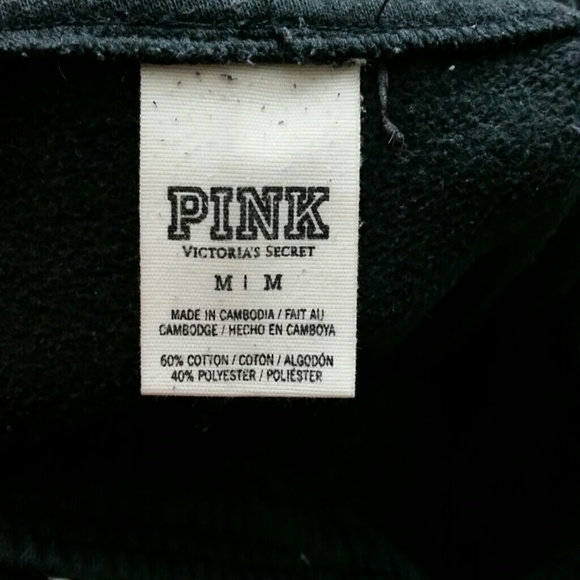 PINK
VICTORIA'S SECRET
M | M
MADE IN CAMBODIA / FAIT AU
CAMBODGE / HECHO EN CAMBOYA
60% COTTON / COTON / ALGODÓN
40% POLYESTER / POLIÉSTER